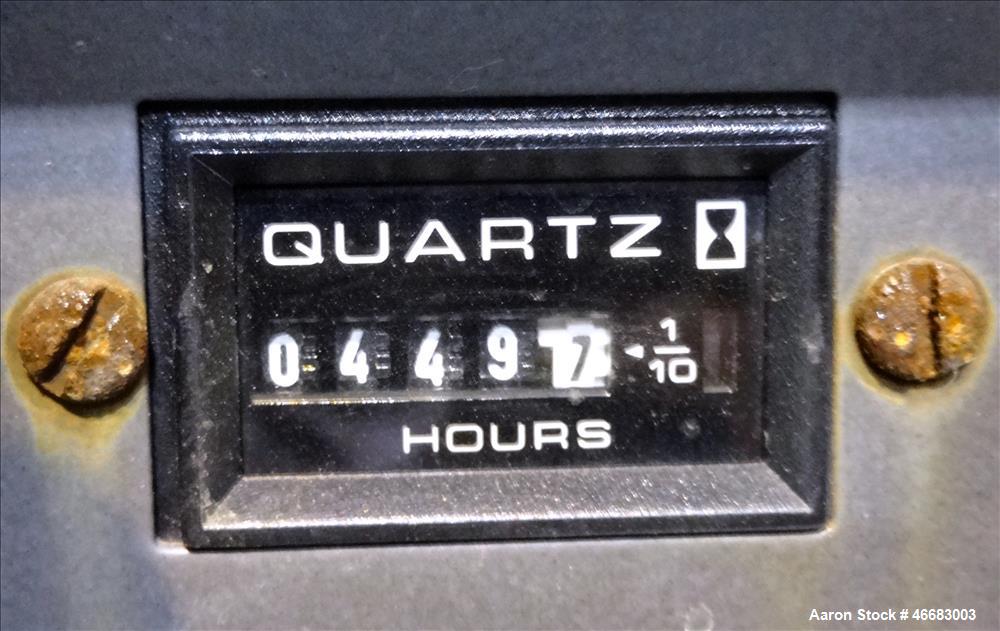 QUARTZ
0 4 4 9 7 1/10
HOURS
Aaron Stock # 46683003